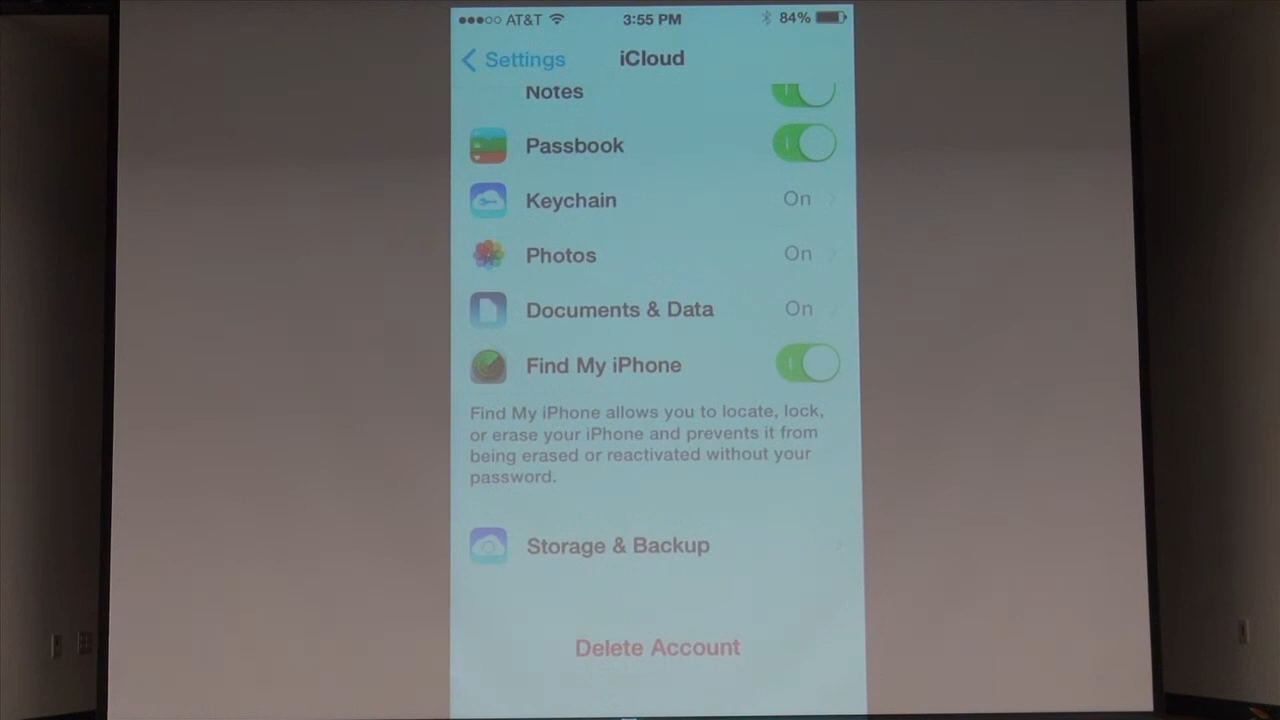 AT&T 3:55 PM 84%
Settings iCloud
Notes
Passbook
Keychain On
Photos On
Documents & Data On
Find My iPhone
Find My iPhone allows you to locate, lock,
or erase your iPhone and prevents it from
being erased or reactivated without your
password.
Storage & Backup
Delete Account